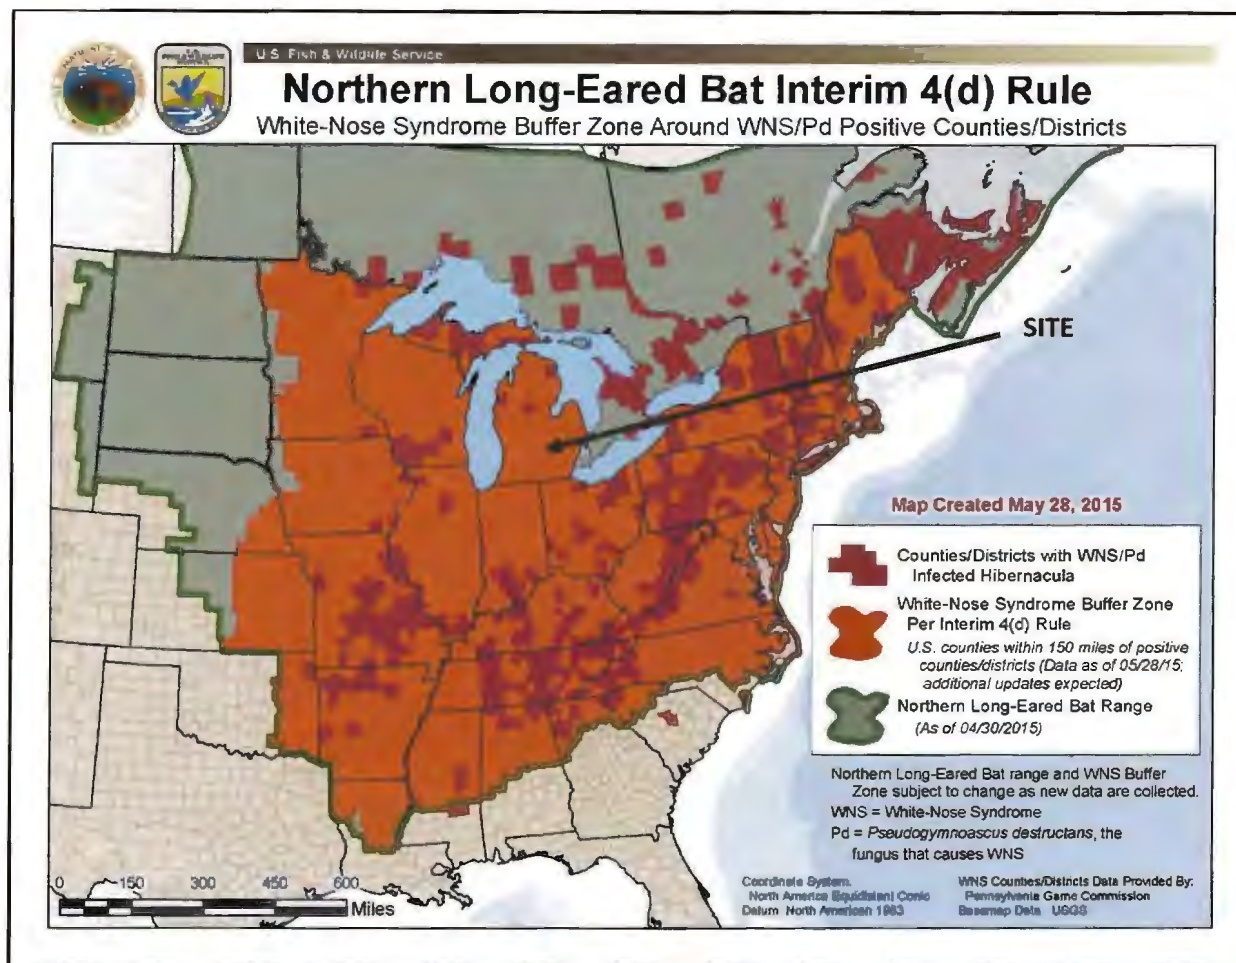 U.S. Fish & Wildlife Service
Northern Long-Eared Bat Interim 4(d) Rule
White-Nose Syndrome Buffer Zone Around WNS/Pd Positive Counties/Districts
SITE
Map Created May 28, 2015
Counties/Districts with WNS/Pd
Infected Hibernacula
White-Nose Syndrome Buffer Zone
Per Interim 4(d) Rule
U.S. counties within 150 miles of positive
counties/districts (Data as of 05/28/15;
additional updates expected)
Northern Long-Eared Bat Range
(As of 04/30/2015)
Northern Long-Eared Bat range and WNS Buffer
Zone subject to change as new data are collected.
WNS = White-Nose Syndrome
Pd = Pseudogymnoascus destructans, the
fungus that causes WNS
0 150 300 450 600
Miles
Coordinate System:
North America Equidistant Conic
Datum North American 1983
WNS Counties/Districts Data Provided By:
Pennsylvania Game Commission
Basemap Data USGS